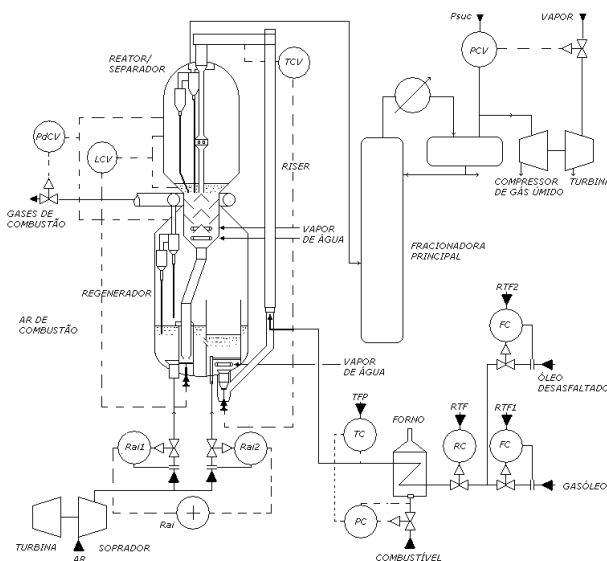 Psuc
VAPOR
PCV
REATOR/
SEPARADOR
TCV
PdCV
LCV
RISER
COMPRESSOR
DE GÁS ÚMIDO
TURBINA
GASES DE
COMBUSTÃO
VAPOR
DE ÁGUA
FRACIONADORA
PRINCIPAL
REGENERADOR
RTF2
FC
AR DE
COMBUSTÃO
VAPOR
DE ÁGUA
ÓLEO
DESASFALTADO
TFP
TC
FORNO
RTF
RC
RTF1
FC
Rai1
Rai2
GASÓLEO
Rai
PC
TURBINA
SOPRADOR
AR
COMBUSTÍVEL